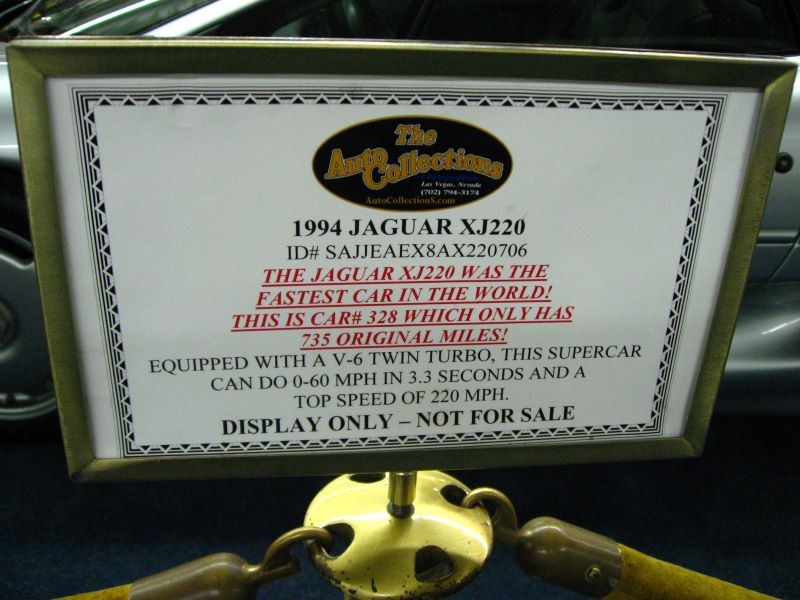 The
Auto
Collections
Las Vegas, Nevada
(702) 794-3174
AutoCollectionS.com
1994 JAGUAR XJ220
ID# SAJJEAEX8AX220706
THE JAGUAR XJ220 WAS THE
FASTEST CAR IN THE WORLD!
THIS IS CAR# 328 WHICH ONLY HAS
735 ORIGINAL MILES!
EQUIPPED WITH A V-6 TWIN TURBO, THIS SUPERCAR
CAN DO 0-60 MPH IN 3.3 SECONDS AND A
TOP SPEED OF 220 MPH.
DISPLAY ONLY – NOT FOR SALE